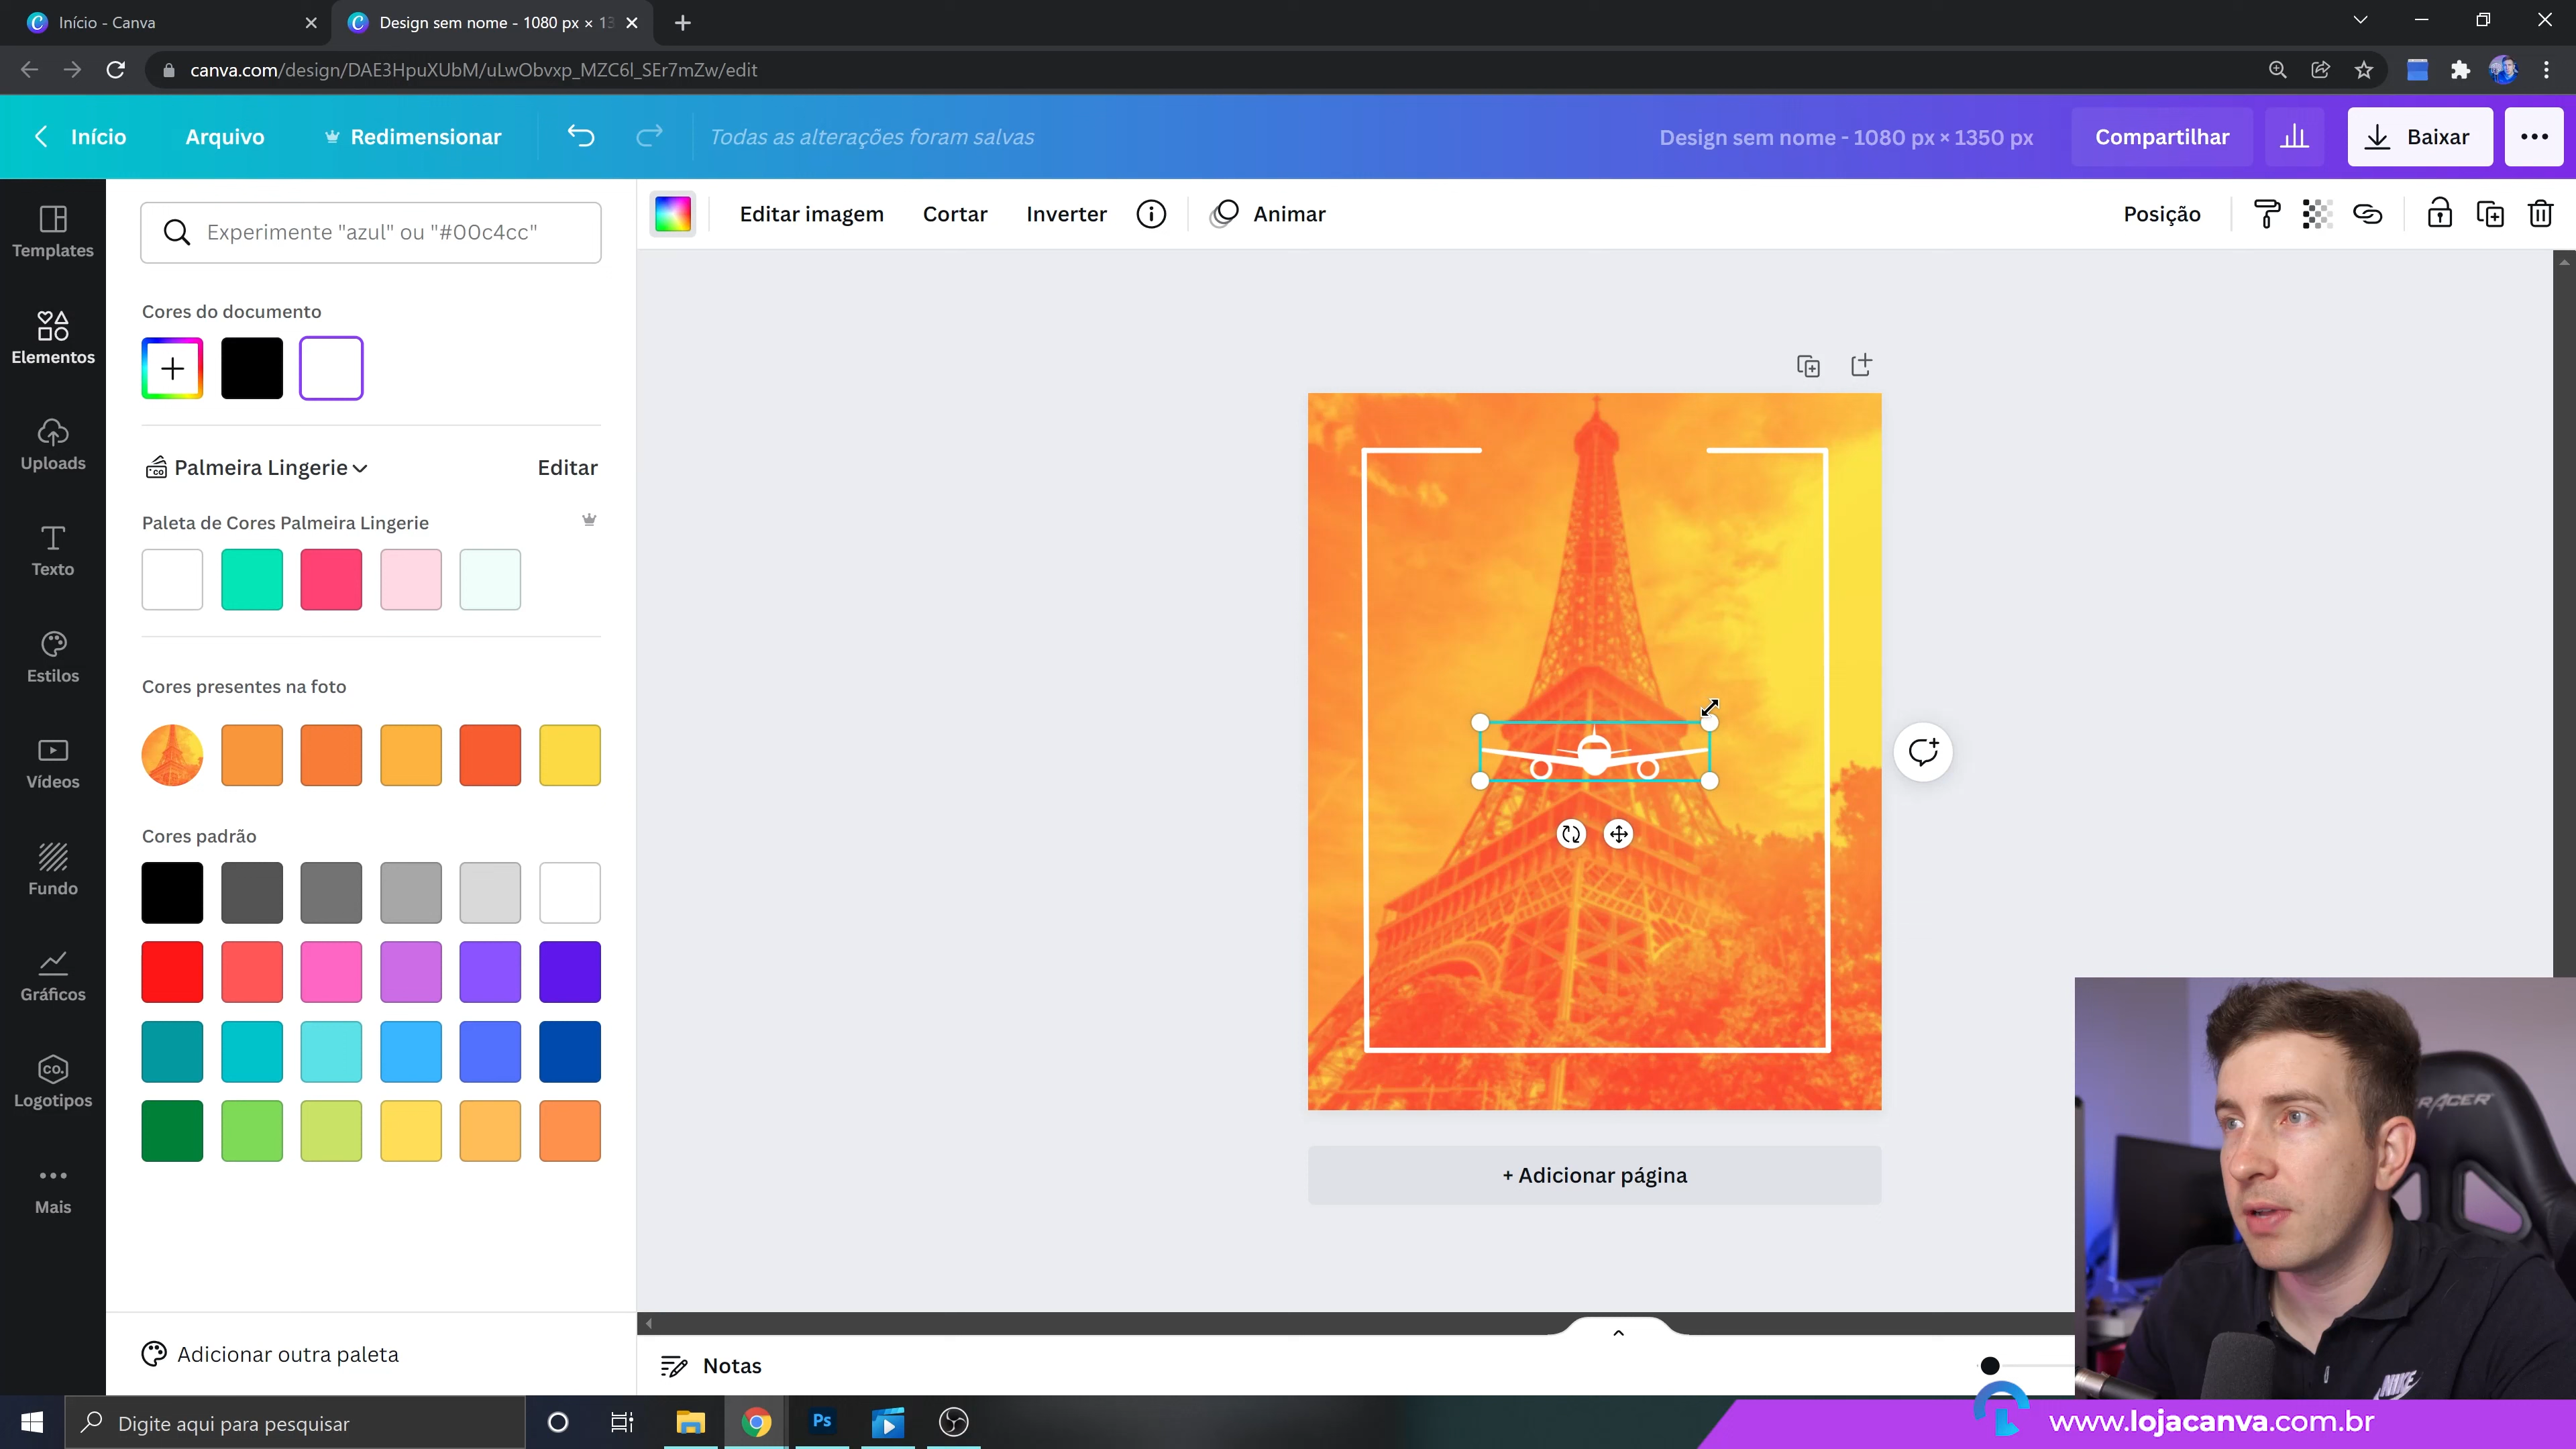 Início - Canva
Design sem nome - 1080 px × 13
canva.com/design/DAE3HpuXUbM/uLwObvxp_MZC6l_SEr7mZw/edit
Início
Arquivo
Redimensionar
Todas as alterações foram salvas
Design sem nome - 1080 px × 1350 px
Compartilhar
Baixar
Templates
Elementos
Uploads
Texto
Estilos
Vídeos
Fundo
Gráficos
CO.
Logotipos
Mais
Experimente "azul" ou "#00c4cc"
Cores do documento
Palmeira Lingerie
Editar
Paleta de Cores Palmeira Lingerie
Cores presentes na foto
Cores padrão
Adicionar outra paleta
Editar imagem
Cortar
Inverter
Animar
Posição
+ Adicionar página
Notas
RACER
NIKE
Digite aqui para pesquisar
Ps
www.lojacanva.com.br